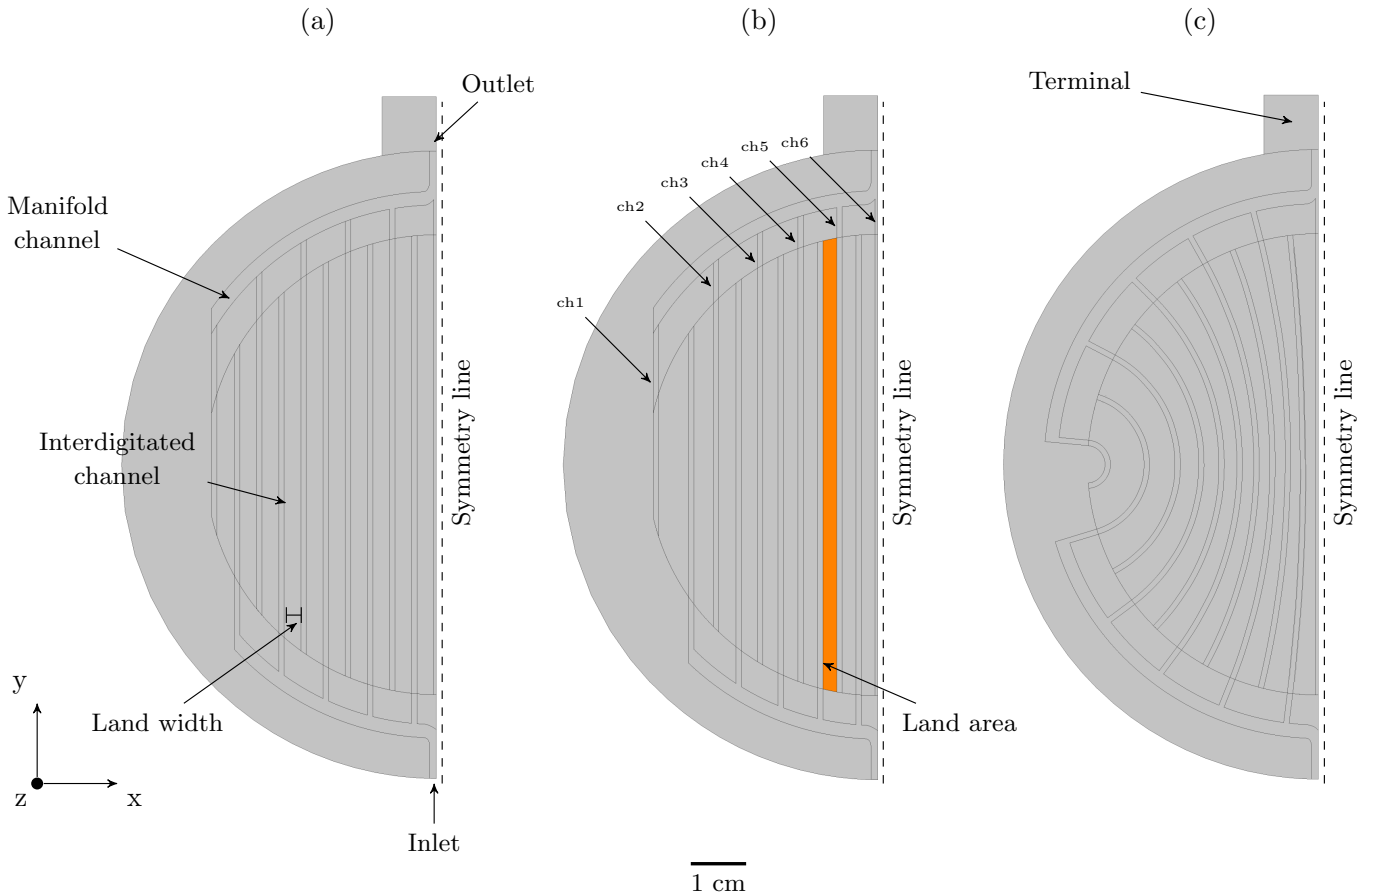 (a)
(b)
(c)
Outlet
Terminal
Manifold
channel
Interdigitated
channel
Land width
Symmetry line
Inlet
y
z
x
ch1
ch2
ch3
ch4
ch5
ch6
Symmetry line
Land area
Symmetry line
1 cm